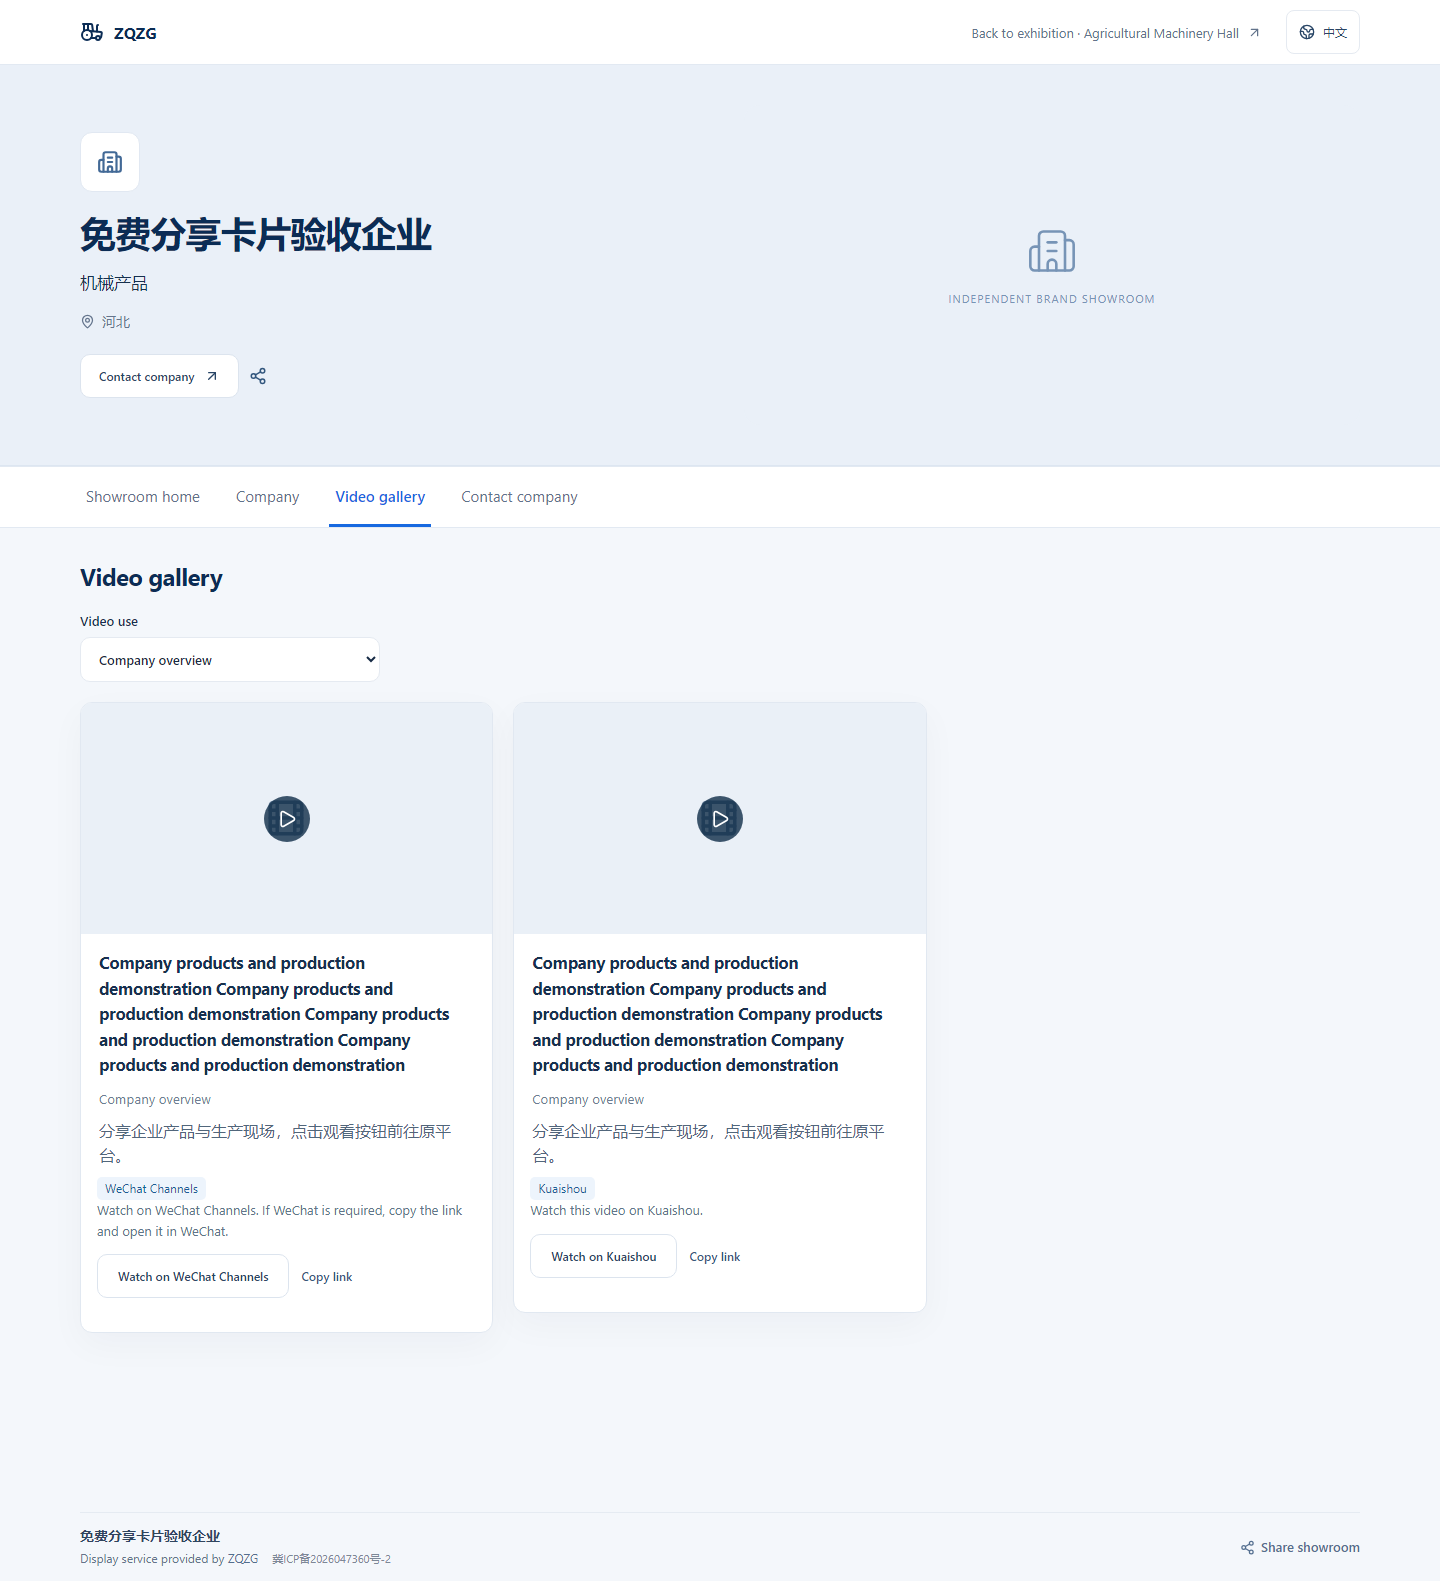 ZQZG
Back to exhibition · Agricultural Machinery Hall
中文
免费分享卡片验收企业
机械产品
河北
Contact company
INDEPENDENT BRAND SHOWROOM
Showroom home
Company
Video gallery
Contact company
Video gallery
Video use
Company overview
Company products and production
demonstration Company products and
production demonstration Company products
and production demonstration Company
products and production demonstration
Company overview
分享企业产品与生产现场，点击观看按钮前往原平
台。
WeChat Channels
Watch on WeChat Channels. If WeChat is required, copy the link
and open it in WeChat.
Watch on WeChat Channels
Copy link
Company products and production
demonstration Company products and
production demonstration Company products
and production demonstration Company
products and production demonstration
Company overview
分享企业产品与生产现场，点击观看按钮前往原平
台。
Kuaishou
Watch this video on Kuaishou.
Watch on Kuaishou
Copy link
免费分享卡片验收企业
Display service provided by ZQZG
冀ICP备2026047360号-2
Share showroom